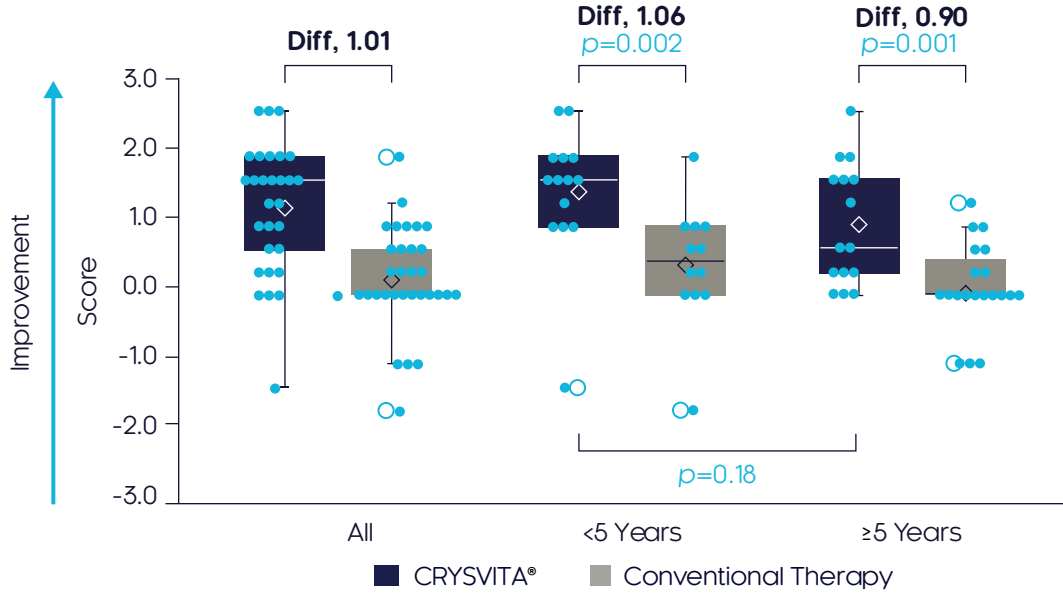 Diff, 1.01
Diff, 1.06
p=0.002
Diff, 0.90
p=0.001
Improvement
Score
3.0
2.0
1.0
0.0
-1.0
-2.0
-3.0
p=0.18
All
<5 Years
≥5 Years
CRYSVITA®
Conventional Therapy